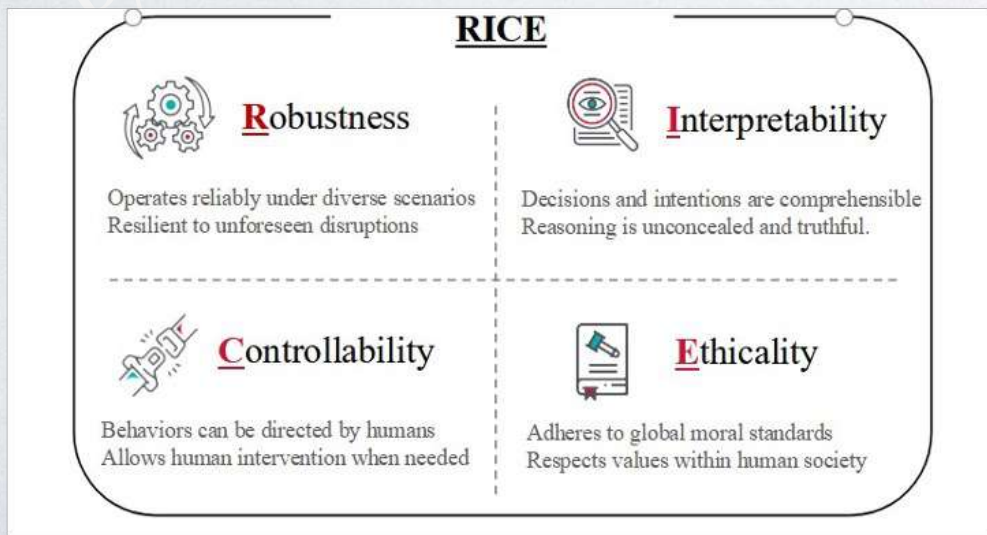 RICE
Robustness
Operates reliably under diverse scenarios
Resilient to unforeseen disruptions
Interpretability
Decisions and intentions are comprehensible
Reasoning is unconcealed and truthful.
Controllability
Behaviors can be directed by humans
Allows human intervention when needed
Ethicality
Adheres to global moral standards
Respects values within human society